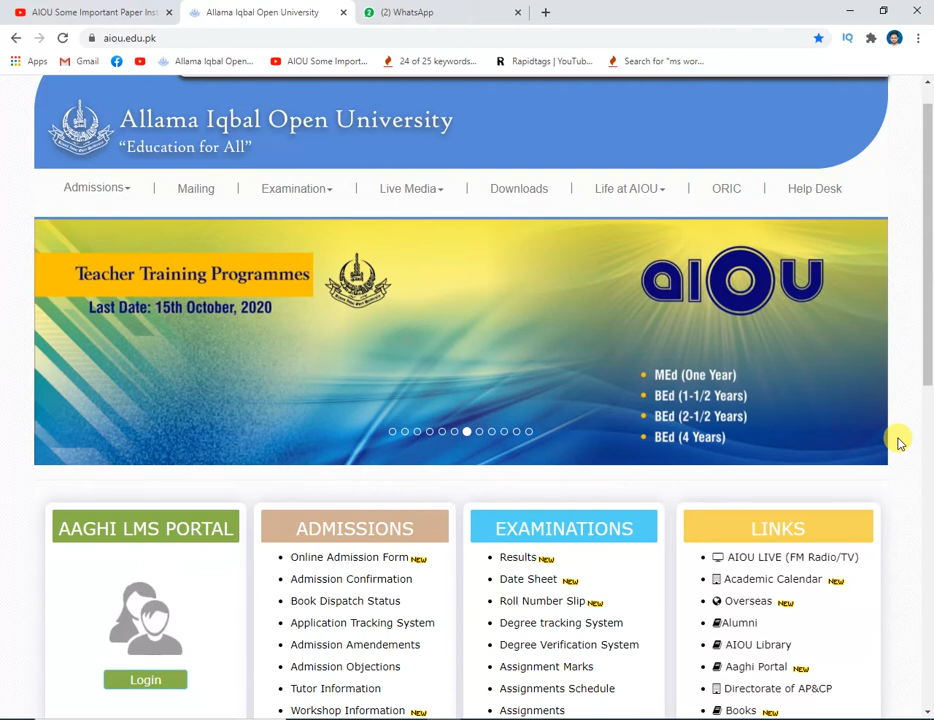 AIOU Some Important Paper Inst
Allama Iqbal Open University
(2) WhatsApp
aiou.edu.pk
IQ
Apps
Gmail
Allama Iqbal Open...
AIOU Some Import...
24 of 25 keywords...
Rapidtags | YouTub...
Search for "ms wor...
Allama Iqbal Open University
“Education for All”
Admissions
Mailing
Examination
Live Media
Downloads
Life at AIOU
ORIC
Help Desk
Teacher Training Programmes
Last Date: 15th October, 2020
AIOU
MEd (One Year)
BEd (1-1/2 Years)
BEd (2-1/2 Years)
BEd (4 Years)
AAGHI LMS PORTAL
Login
ADMISSIONS
Online Admission Form NEW
Admission Confirmation
Book Dispatch Status
Application Tracking System
Admission Amendements
Admission Objections
Tutor Information
Workshop Information NEW
EXAMINATIONS
Results NEW
Date Sheet NEW
Roll Number Slip NEW
Degree tracking System
Degree Verification System
Assignment Marks
Assignments Schedule
Assignments
LINKS
AIOU LIVE (FM Radio/TV)
Academic Calendar NEW
Overseas NEW
Alumni
AIOU Library
Aaghi Portal NEW
Directorate of AP&CP
Books NEW